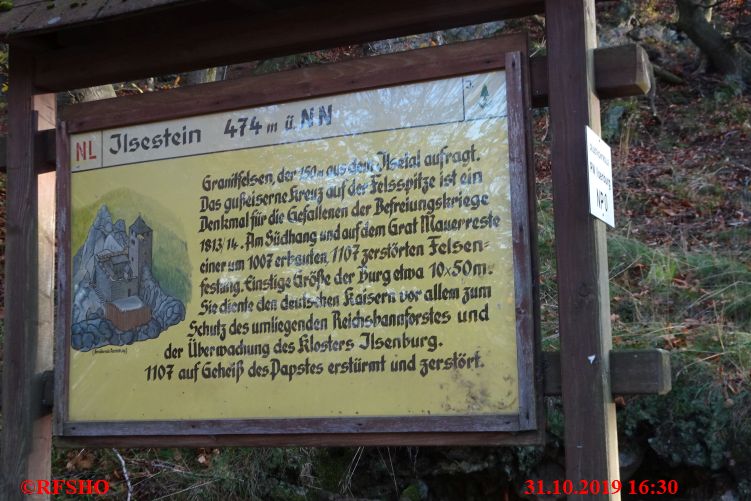 NL Ilsestein 474 m ü. NN
Granitfelsen, der 150 m aus dem Ilsetal aufragt.
Das gußeiserne Kreuz auf der Felsspitze ist ein
Denkmal für die Gefallenen der Befreiungskriege
1813/14. Am Südhang und auf dem Grat Mauerreste
einer um 1007 erbauten, 1107 zerstörten Felsen-
festung. Einstige Größe der Burg etwa 10x50m.
Sie diente den deutschen Kaisern vor allem zum
Schutz des umliegenden Reichsbannforstes und
der Überwachung des Klosters Ilsenburg.
1107 auf Geheiß des Papstes erstürmt und zerstört.
©RFSHO
31.10.2019 16:30